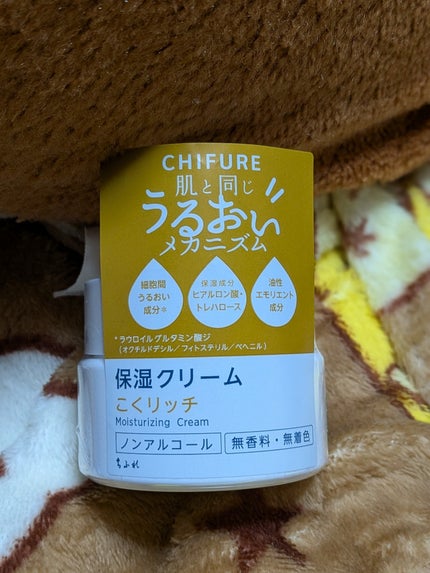 CHIFURE
肌と同じ
うるおい
メカニズム
細胞間
うるおい
成分*
保湿成分
ヒアルロン酸・
トレハロース
油性
エモリエント
成分
*ラウロイルグルタミン酸ジ
(オクチルドデシル/フィトステリル/ベヘニル)
保湿クリーム
こくリッチ
Moisturizing Cream
ノンアルコール 無香料・無着色
ちふれ